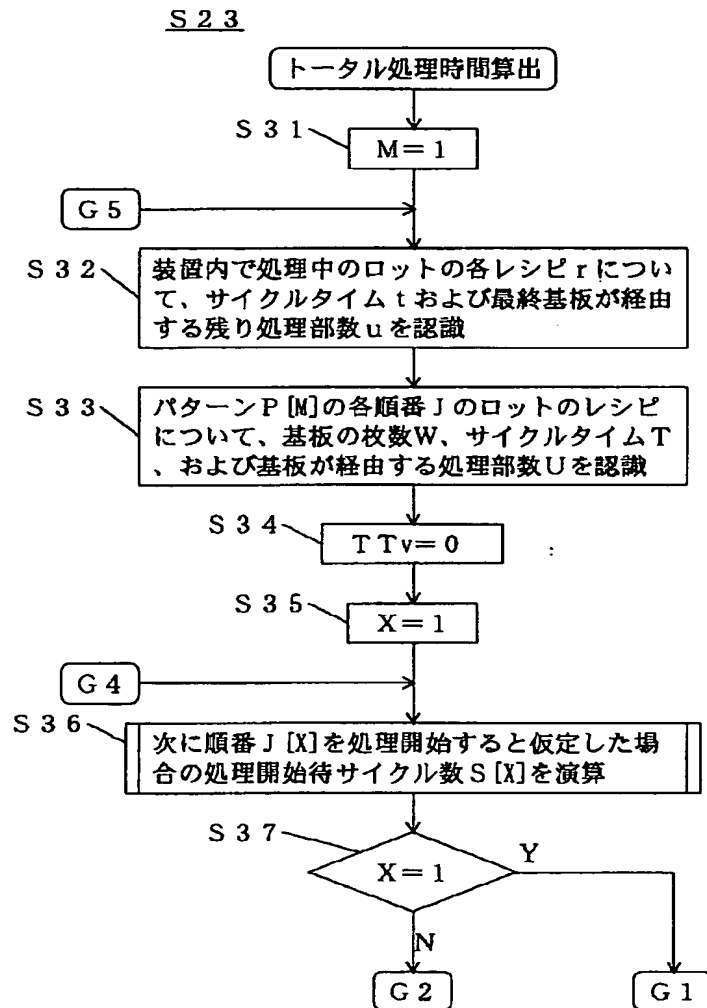 S23
トータル処理時間算出
S31
M=1
G5
S32
装置内で処理中のロットの各レシピrについ
て、サイクルタイムtおよび最終基板が経由
する残り処理部数uを認識
S33
パターンP[M]の各順番Jのロットのレシピ
について、基板の枚数W、サイクルタイムT
、および基板が経由する処理部数Uを認識
S34
TTv=0
S35
X=1
G4
S36
次に順番J[X]を処理開始すると仮定した場
合の処理開始待サイクル数S[X]を演算
S37
X=1
Y
N
G2
G1